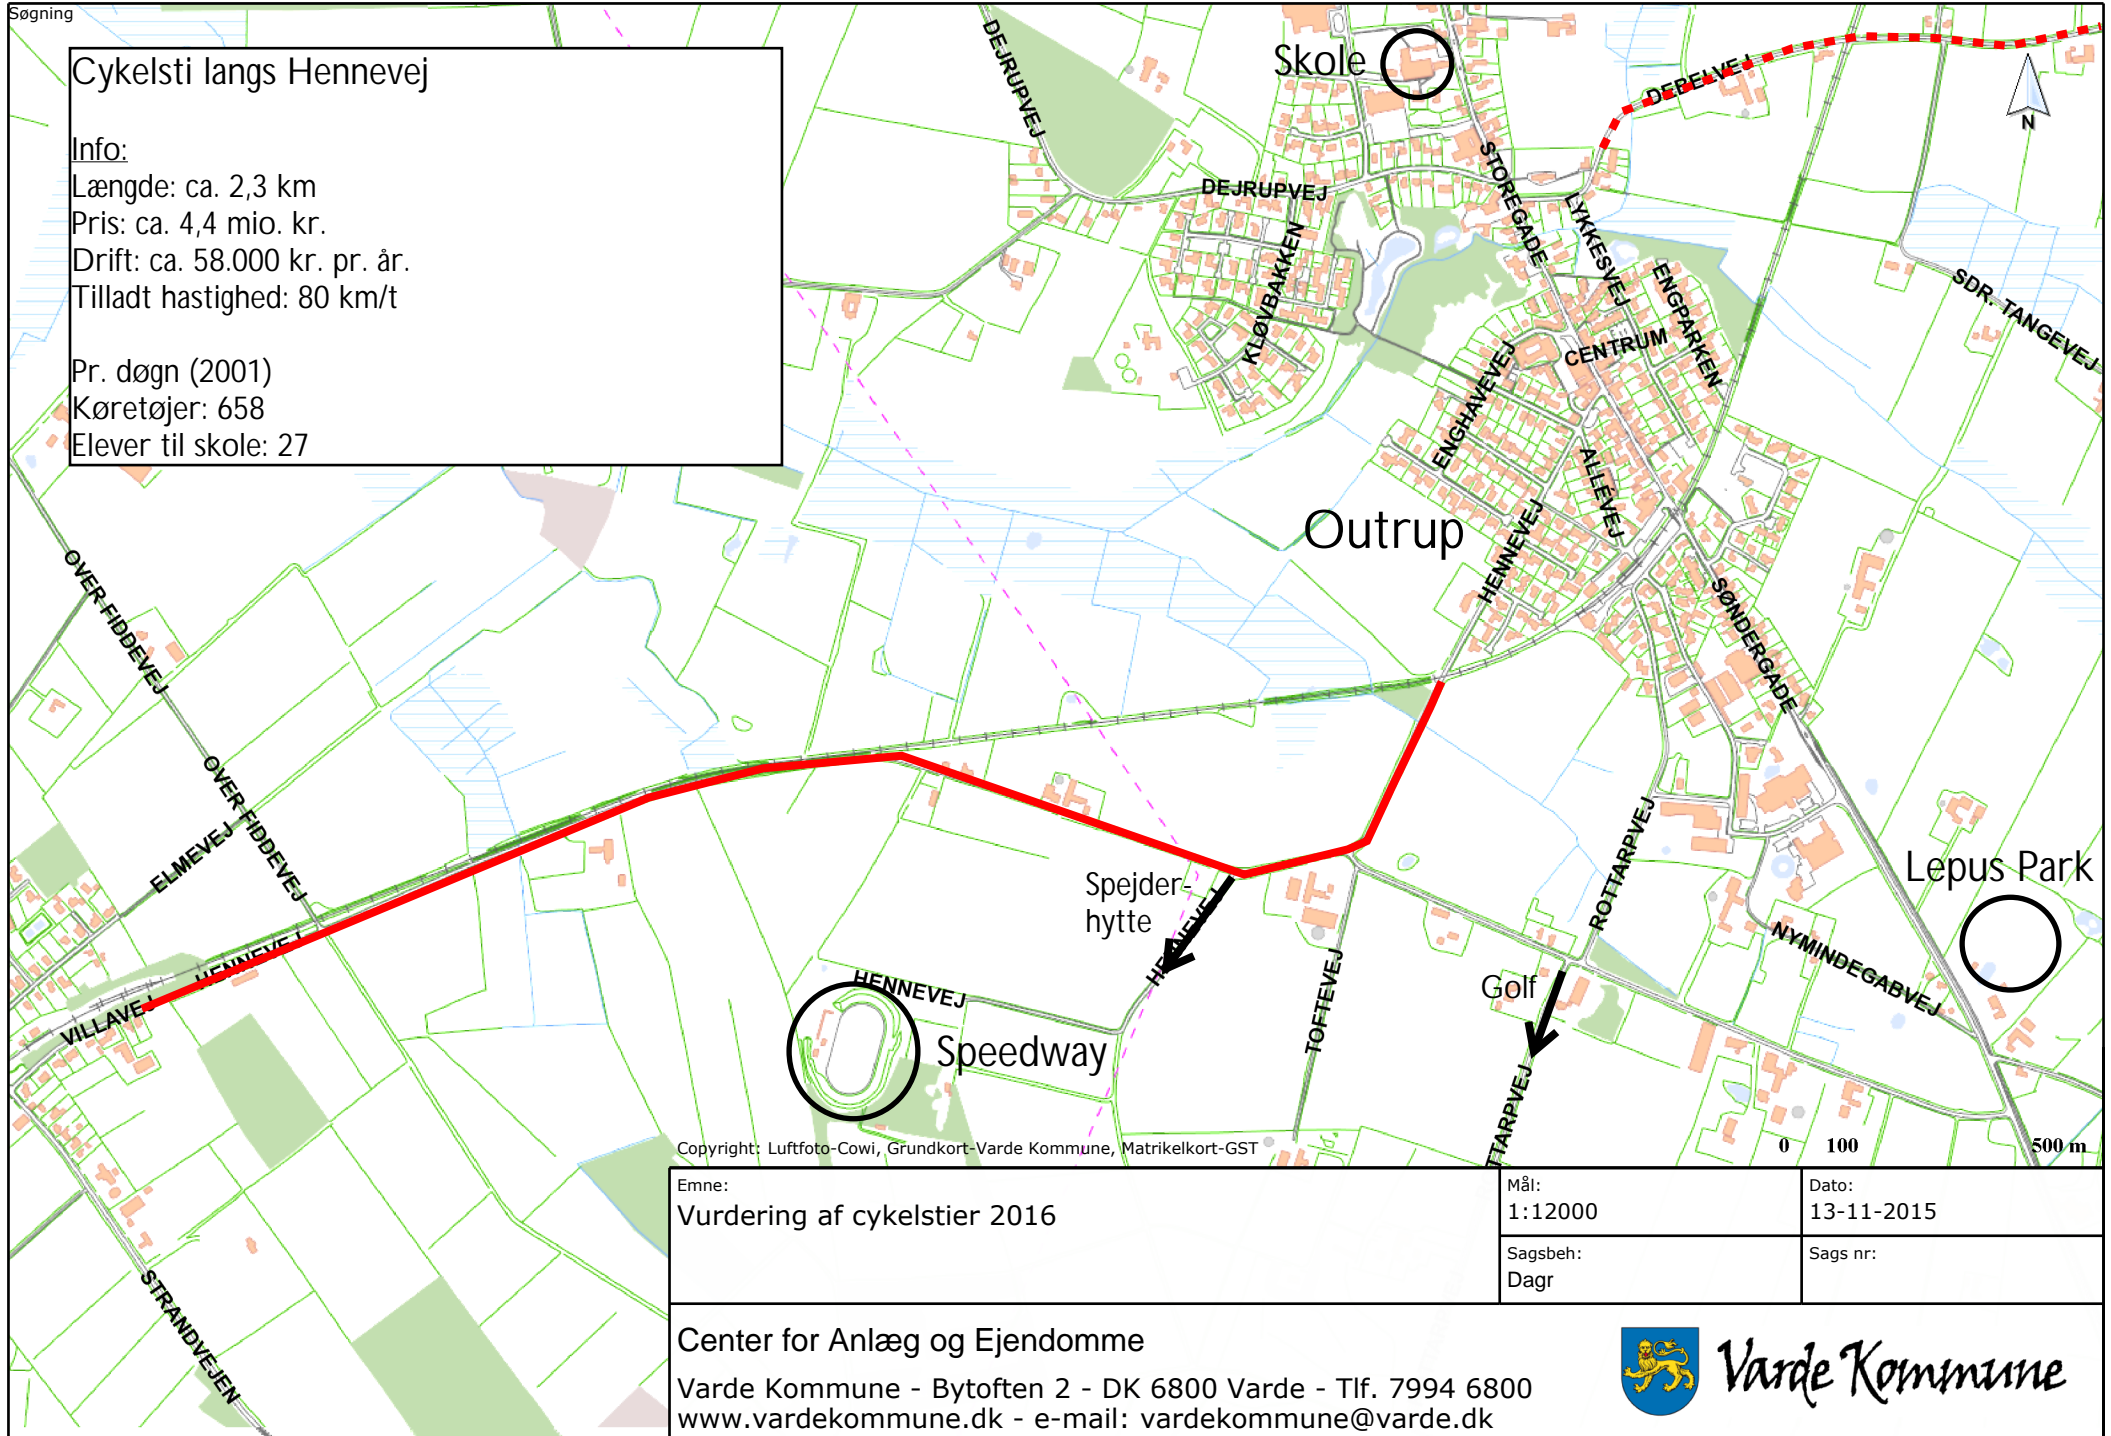 Søgning
Cykelsti langs Hennevej
Info:
Længde: ca. 2,3 km
Pris: ca. 4,4 mio. kr.
Drift: ca. 58.000 kr. pr. år.
Tilladt hastighed: 80 km/t
Pr. døgn (2001)
Køretøjer: 658
Elever til skole: 27
DEJRUPVEJ
Skole
DEBELVEJ
N
DEJRUPVEJ
STOREGADE
LYKKESVEJ
KLØVBAKKEN
ENGPARKEN
SDR. TANGEVEJ
CENTRUM
ENGHAVEVEJ
ALLÉVEJ
Outrup
HENNEVEJ
SØNDERGADE
OVER FIDDEVEJ
OVER FIDDEVEJ
ELMEVEJ
HENNEVEJ
VILLAVEJ
Spejder-
hytte
HENNEVEJ
HENNEVEJ
Speedway
TOFTEVEJ
ROTTARPVEJ
Golf
TTARPVEJ
Lepus Park
NYMINDEGABVEJ
STRANDVEJEN
0 100 500 m
Copyright: Luftfoto-Cowi, Grundkort-Varde Kommune, Matrikelkort-GST
Emne:
Vurdering af cykelstier 2016
Mål:
1:12000
Dato:
13-11-2015
Sagsbeh:
Dagr
Sags nr:
Center for Anlæg og Ejendomme
Varde Kommune - Bytoften 2 - DK 6800 Varde - Tlf. 7994 6800
www.vardekommune.dk - e-mail: vardekommune@varde.dk
Varde Kommune